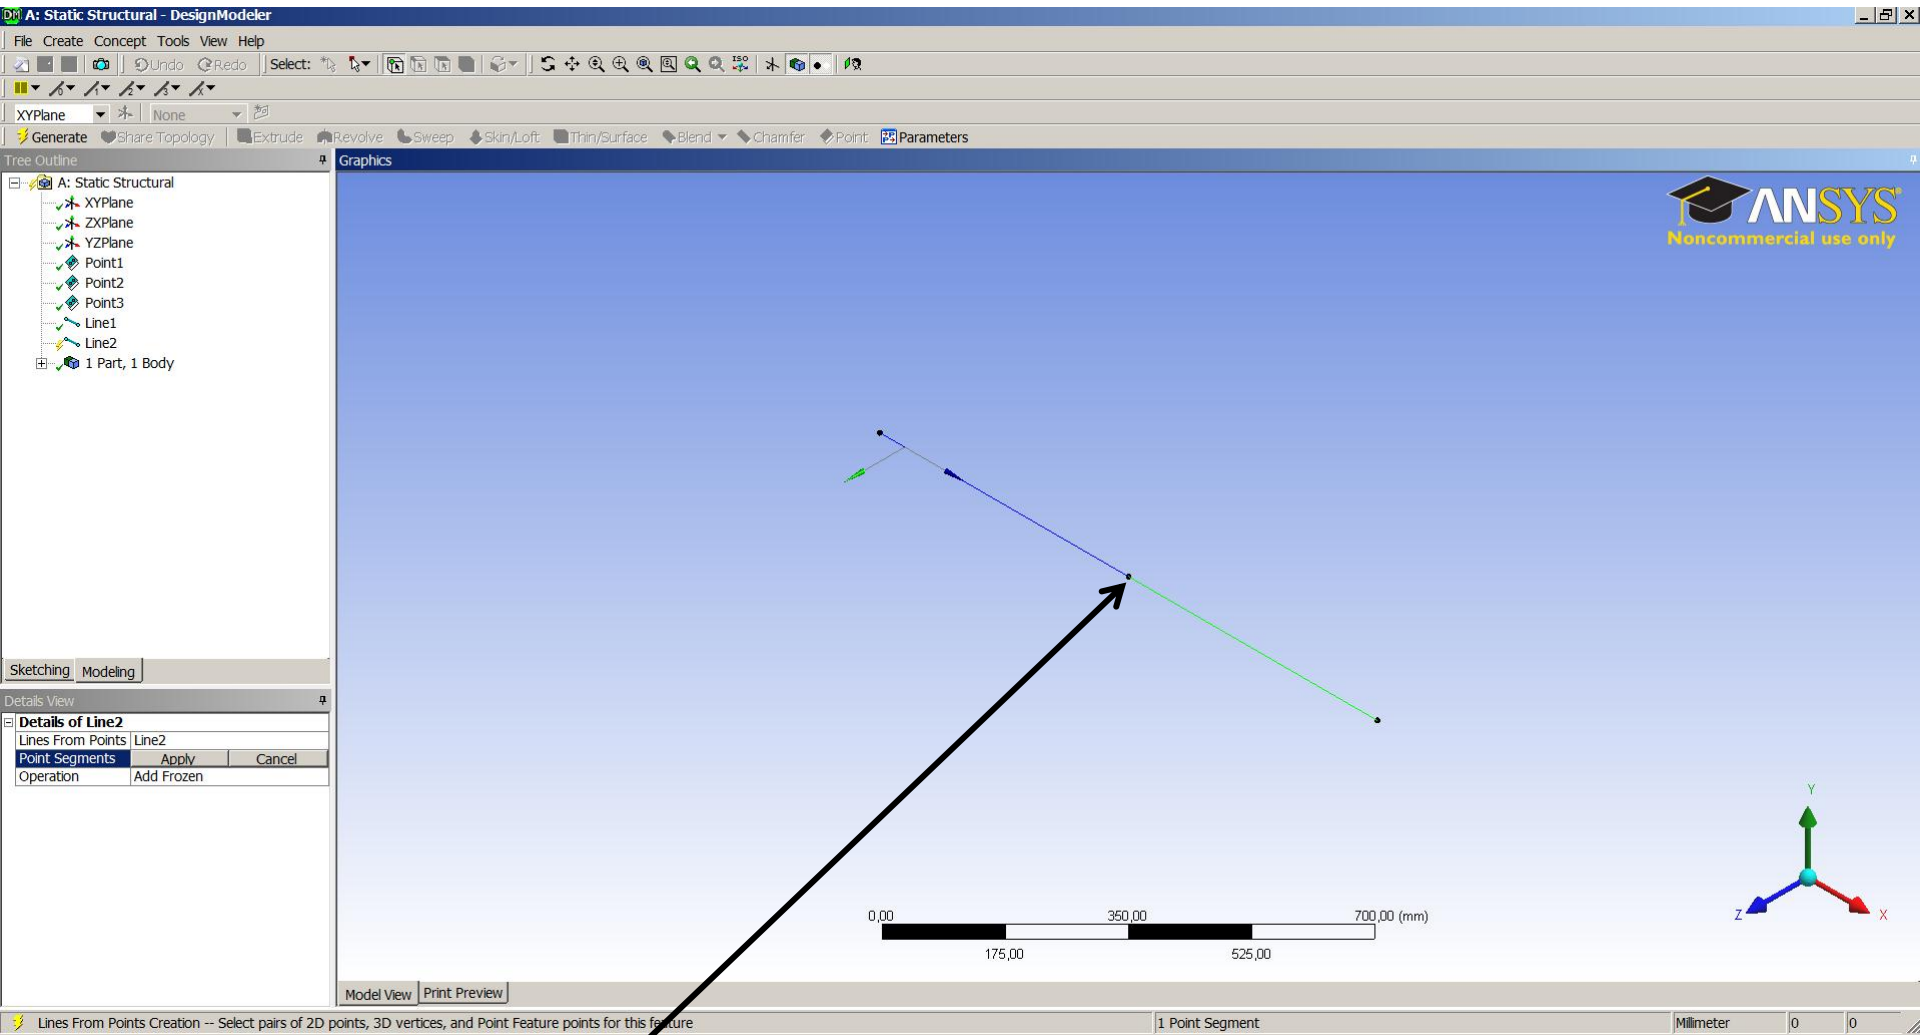 DM A: Static Structural - DesignModeler
File Create Concept Tools View Help
Undo Redo Select: ISO
XYPlane None
Generate Share Topology Extrude Revolve Sweep Skin/Loft Thin/Surface Blend Chamfer Point Parameters
Tree Outline
A: Static Structural
XYPlane
ZXPlane
YZPlane
Point1
Point2
Point3
Line1
Line2
1 Part, 1 Body
Sketching Modeling
Details View
Details of Line2
Lines From Points Line2
Point Segments Apply Cancel
Operation Add Frozen
Graphics
ANSYS
Noncommercial use only
Y
Z X
0,00 350,00 700,00 (mm)
175,00 525,00
Model View Print Preview
Lines From Points Creation -- Select pairs of 2D points, 3D vertices, and Point Feature points for this feature 1 Point Segment Millimeter 0 0